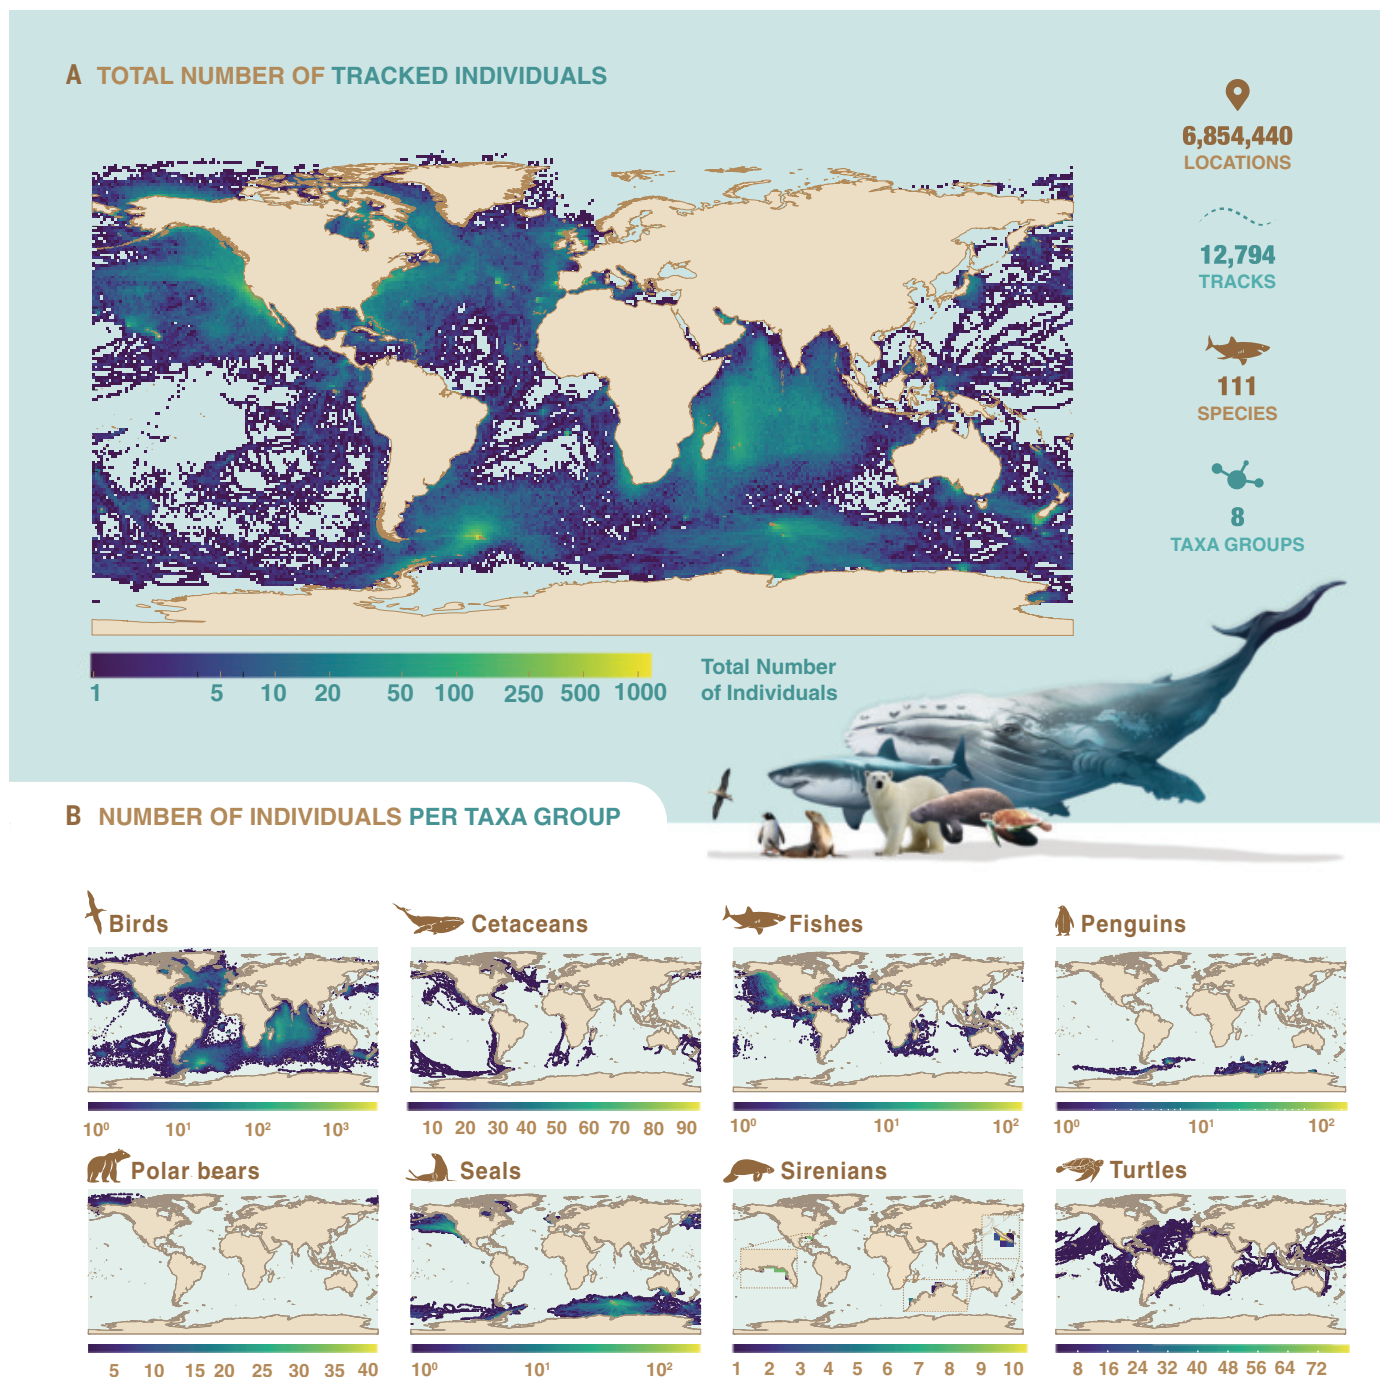 A TOTAL NUMBER OF TRACKED INDIVIDUALS
6,854,440
LOCATIONS
12,794
TRACKS
111
SPECIES
8
TAXA GROUPS
1 5 10 20 50 100 250 500 1000
Total Number
of Individuals
B NUMBER OF INDIVIDUALS PER TAXA GROUP
Birds
10⁰ 10¹ 10² 10³
Cetaceans
10 20 30 40 50 60 70 80 90
Fishes
10⁰ 10¹ 10²
Penguins
10⁰ 10¹ 10²
Polar bears
5 10 15 20 25 30 35 40
Seals
10⁰ 10¹ 10²
Sirenians
1 2 3 4 5 6 7 8 9 10
Turtles
8 16 24 32 40 48 56 64 72